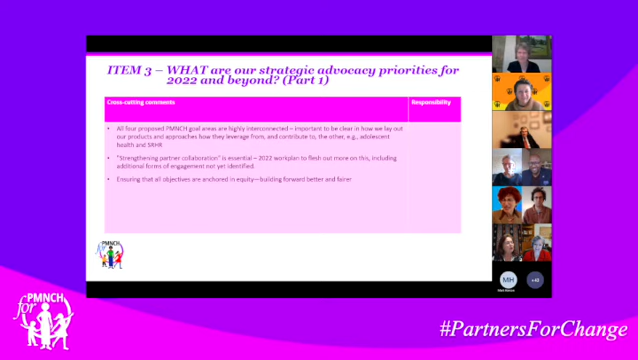 ITEM 3 – WHAT are our strategic advocacy priorities for
2022 and beyond? (Part 1)
Cross-cutting comments
Responsibility
• All four proposed PMNCH goal areas are highly interconnected – important to be clear in how we lay out
our products and approaches how they leverage from, and contribute to, the other, e.g., adolescent
health and SRHR
• "Strengthening partner collaboration" is essential – 2022 workplan to flesh out more on this, including
additional forms of engagement not yet identified.
• Ensuring that all objectives are anchored in equity—building forward better and fairer
for PMNCH
MH
+48
for PMNCH
#PartnersForChange